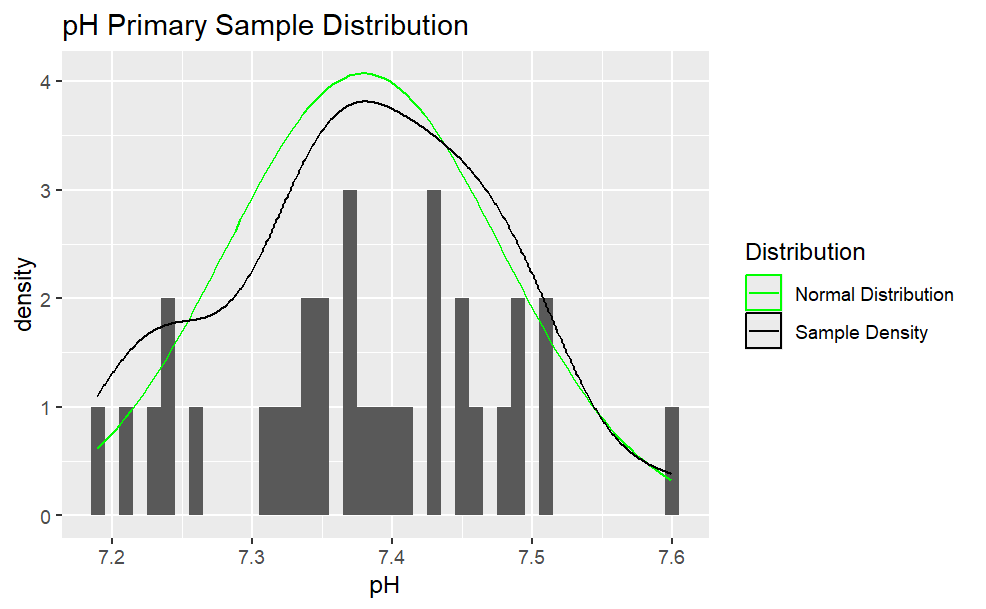 pH Primary Sample Distribution
density
4
3
2
1
0
7.2 7.3 7.4 7.5 7.6
pH
Distribution
Normal Distribution
Sample Density